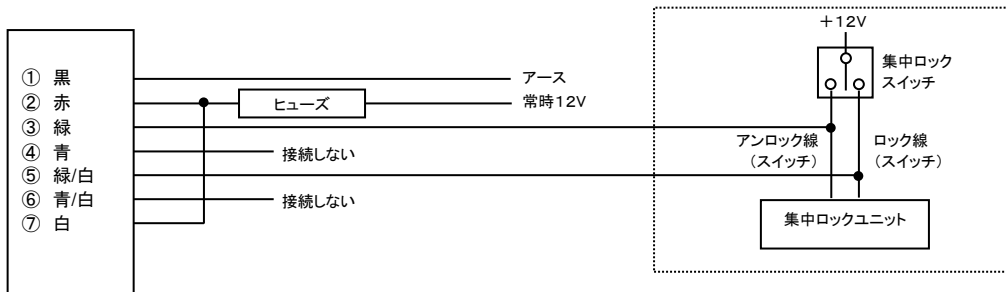 ① 黒
② 赤
③ 緑
④ 青
⑤ 緑/白
⑥ 青/白
⑦ 白
アース
ヒューズ
常時12V
接続しない
接続しない
+12V
集中ロック
スイッチ
アンロック線
(スイッチ)
ロック線
(スイッチ)
集中ロックユニット